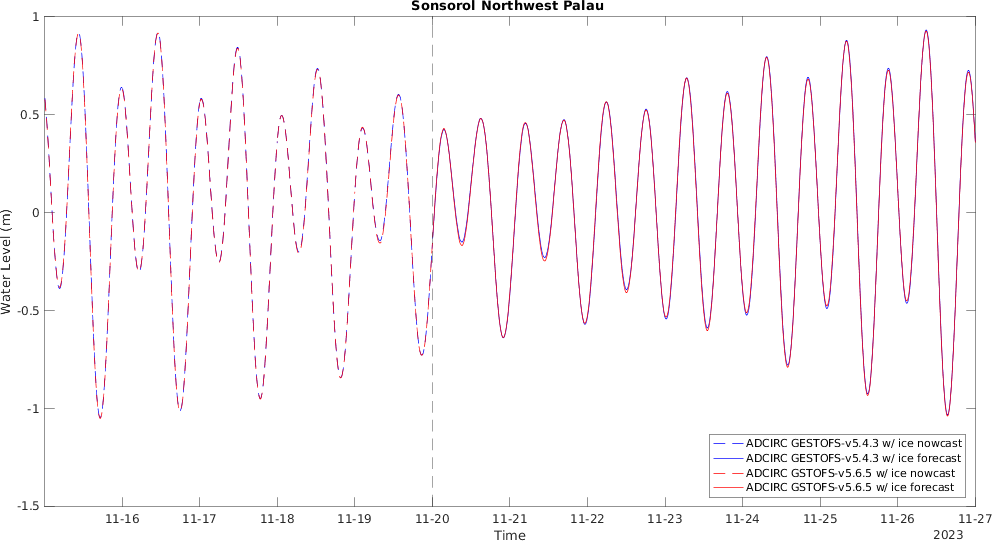 Sonsorol Northwest Palau
Water Level (m)
1
0.5
0
-0.5
-1
-1.5
ADCIRC GESTOFS-v5.4.3 w/ ice nowcast
ADCIRC GESTOFS-v5.4.3 w/ ice forecast
ADCIRC GSTOFS-v5.6.5 w/ ice nowcast
ADCIRC GSTOFS-v5.6.5 w/ ice forecast
11-16 11-17 11-18 11-19 11-20 11-21 11-22 11-23 11-24 11-25 11-26 11-27
Time
2023